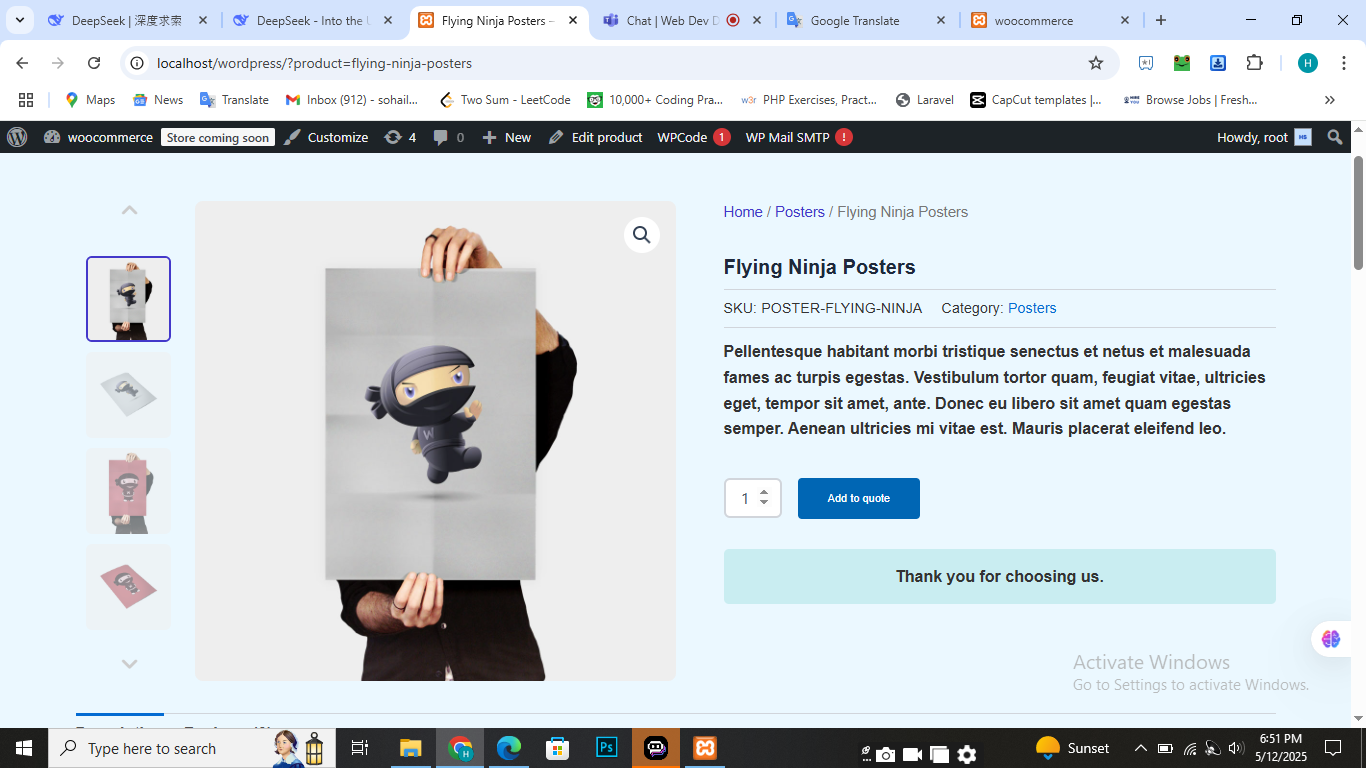 DeepSeek | 深度求索
DeepSeek - Into the U
Flying Ninja Posters –
Chat | Web Dev D
Google Translate
woocommerce
localhost/wordpress/?product=flying-ninja-posters
H
Maps
News
Translate
Inbox (912) - sohail...
Two Sum - LeetCode
10,000+ Coding Pra...
w3r
PHP Exercises, Pract...
Laravel
CapCut templates |...
Browse Jobs | Fresh...
woocommerce
Store coming soon
Customize
4
0
New
Edit product
WPCode 1
WP Mail SMTP !
Howdy, root
Home / Posters / Flying Ninja Posters
Flying Ninja Posters
SKU: POSTER-FLYING-NINJA Category: Posters
Pellentesque habitant morbi tristique senectus et netus et malesuada
fames ac turpis egestas. Vestibulum tortor quam, feugiat vitae, ultricies
eget, tempor sit amet, ante. Donec eu libero sit amet quam egestas
semper. Aenean ultricies mi vitae est. Mauris placerat eleifend leo.
W
1
Add to quote
Thank you for choosing us.
Activate Windows
Go to Settings to activate Windows.
Type here to search
Ps
Sunset
6:51 PM
5/12/2025